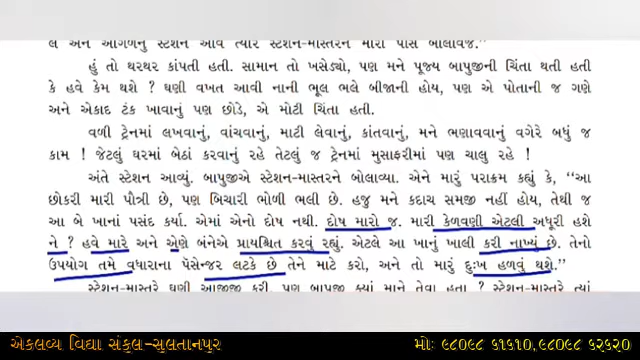 લે અને આગળનું સ્ટેશન આવે ત્યારે સ્ટેશન-માસ્તરને મારી પાસે બોલાવજે.”
હું તો થરથર કાંપતી હતી. સામાન તો ખસેડ્યો, પણ મને પૂજ્ય બાપુજીની ચિંતા થતી હતી
કે હવે કેમ થશે ? ઘણી વખત આવી નાની ભૂલ ભલે બીજાની હોય, પણ એ પોતાની જ ગણે
અને એકાદ ટંક ખાવાનું પણ છોડે, એ મોટી ચિંતા હતી.
વળી ટ્રેનમાં લખવાનું, વાંચવાનું, માટી લેવાનું, કાંતવાનું, મને ભણાવવાનું વગેરે બધું જ
કામ ! જેટલું ઘરમાં બેઠાં કરવાનું રહે તેટલું જ ટ્રેનમાં મુસાફરીમાં પણ ચાલુ રહે !
અંતે સ્ટેશન આવ્યું. બાપુજીએ સ્ટેશન-માસ્તરને બોલાવ્યા. એને મારું પરાક્રમ કહ્યું કે, “આ
છોકરી મારી પૌત્રી છે, પણ બિચારી ભોળી ભલી છે. હજુ મને કદાચ સમજી નહીં હોય, તેથી જ
આ બે ખાનાં પસંદ કર્યા. એમાં એનો દોષ નથી. દોષ મારો જ. મારી કેળવણી એટલી અધૂરી હશે
ને ? હવે મારે અને એણે બંનેએ પ્રાયશ્ચિત કરવું રહ્યું. એટલે આ ખાનું ખાલી કરી નાખ્યું છે. તેનો
ઉપયોગ તમે વધારાના પૅસેન્જર લટકે છે તેને માટે કરો, અને તો મારું દુઃખ હળવું થશે.”
સ્ટેશન-માસ્તરે ઘણી આજીજી કરી, પણ બાપુજી ક્યાં માને તેવા હતા ? સ્ટેશન-માસ્તરે ત્યાં
એકલવ્ય વિદ્યા સંકુલ-સુલતાનપુર
મો: ૯૮૦૯૮ ૬૧૬૧૦,૯૮૦૯૮ ૬૨૬૨૦